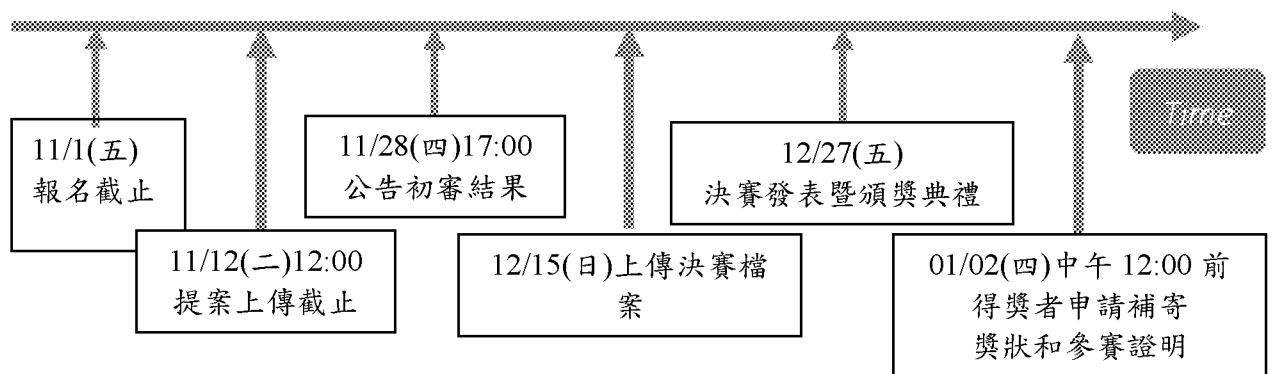 Time
11/1(五)
報名截止
11/12(二)12:00
提案上傳截止
11/28(四)17:00
公告初審結果
12/15(日)上傳決賽檔
案
12/27(五)
決賽發表暨頒獎典禮
01/02(四)中午 12:00 前
得獎者申請補寄
獎狀和參賽證明